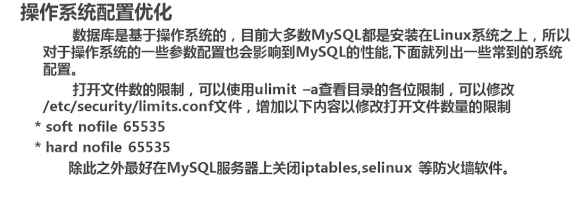 操作系统配置优化
数据库是基于操作系统的，目前大多数MySQL都是安装在Linux系统之上，所以
对于操作系统的一些参数配置也会影响到MySQL的性能,下面就列出一些常到的系统
配置。
打开文件数的限制，可以使用ulimit –a查看目录的各位限制，可以修改
/etc/security/limits.conf文件，增加以下内容以修改打开文件数量的限制
* soft nofile 65535
* hard nofile 65535
除此之外最好在MySQL服务器上关闭iptables,selinux 等防火墙软件。